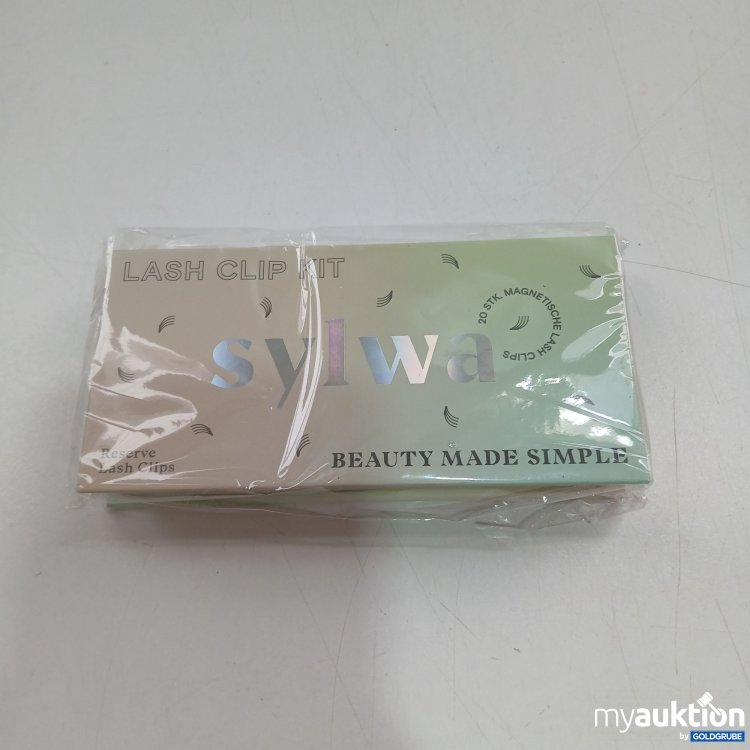 LASH CLIP KIT
20 STK. MAGNETISCHE LASH CLIPS
sylwa
Reserve
Lash Clips
BEAUTY MADE SIMPLE
myauktion
by GOLDGRUBE